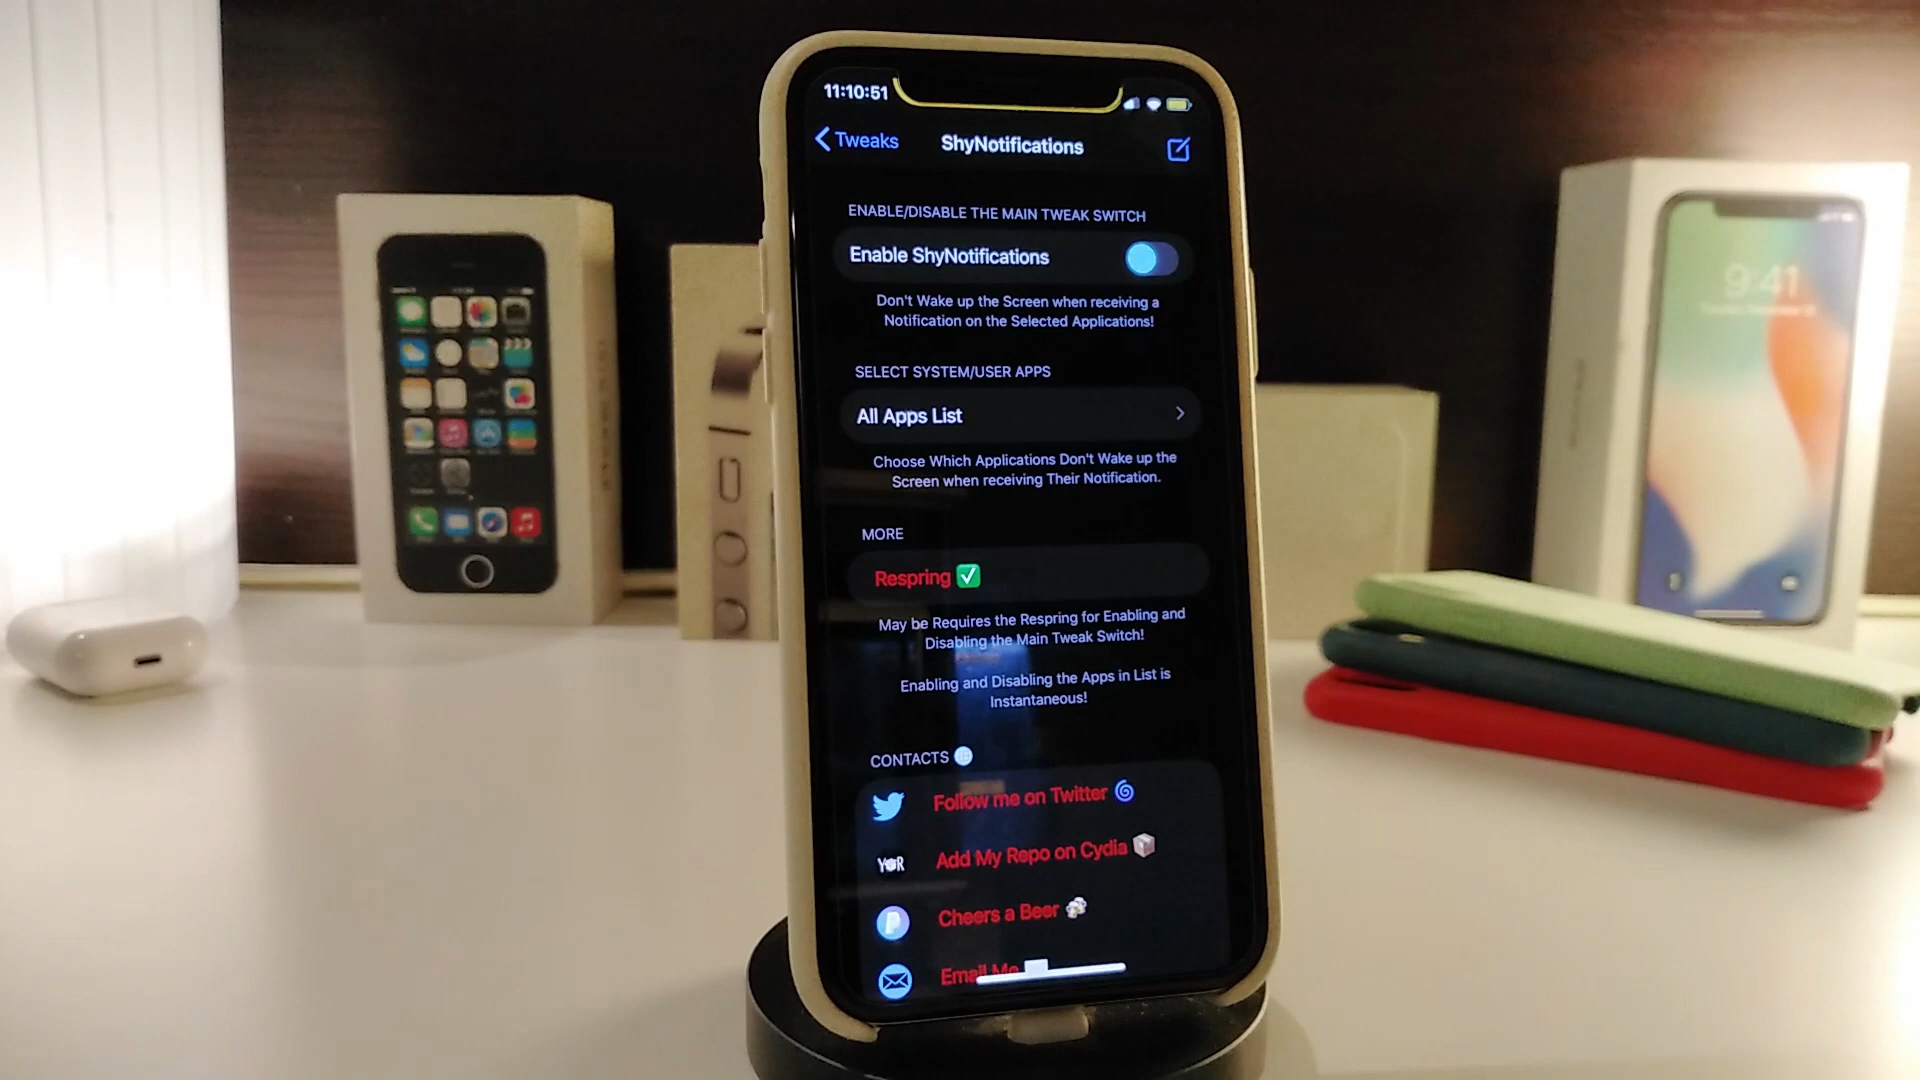 11:10:51
Tweaks
ShyNotifications
ENABLE/DISABLE THE MAIN TWEAK SWITCH
Enable ShyNotifications
Don't Wake up the Screen when receiving a
Notification on the Selected Applications!
SELECT SYSTEM/USER APPS
All Apps List
Choose Which Applications Don't Wake up the
Screen when receiving Their Notification.
MORE
Respring ✅
May be Requires the Respring for Enabling and
Disabling the Main Tweak Switch!
Enabling and Disabling the Apps in List is
Instantaneous!
CONTACTS 🌐
Follow me on Twitter 🌀
Add My Repo on Cydia 📦
Cheers a Beer 🍻
Email Me
9:41